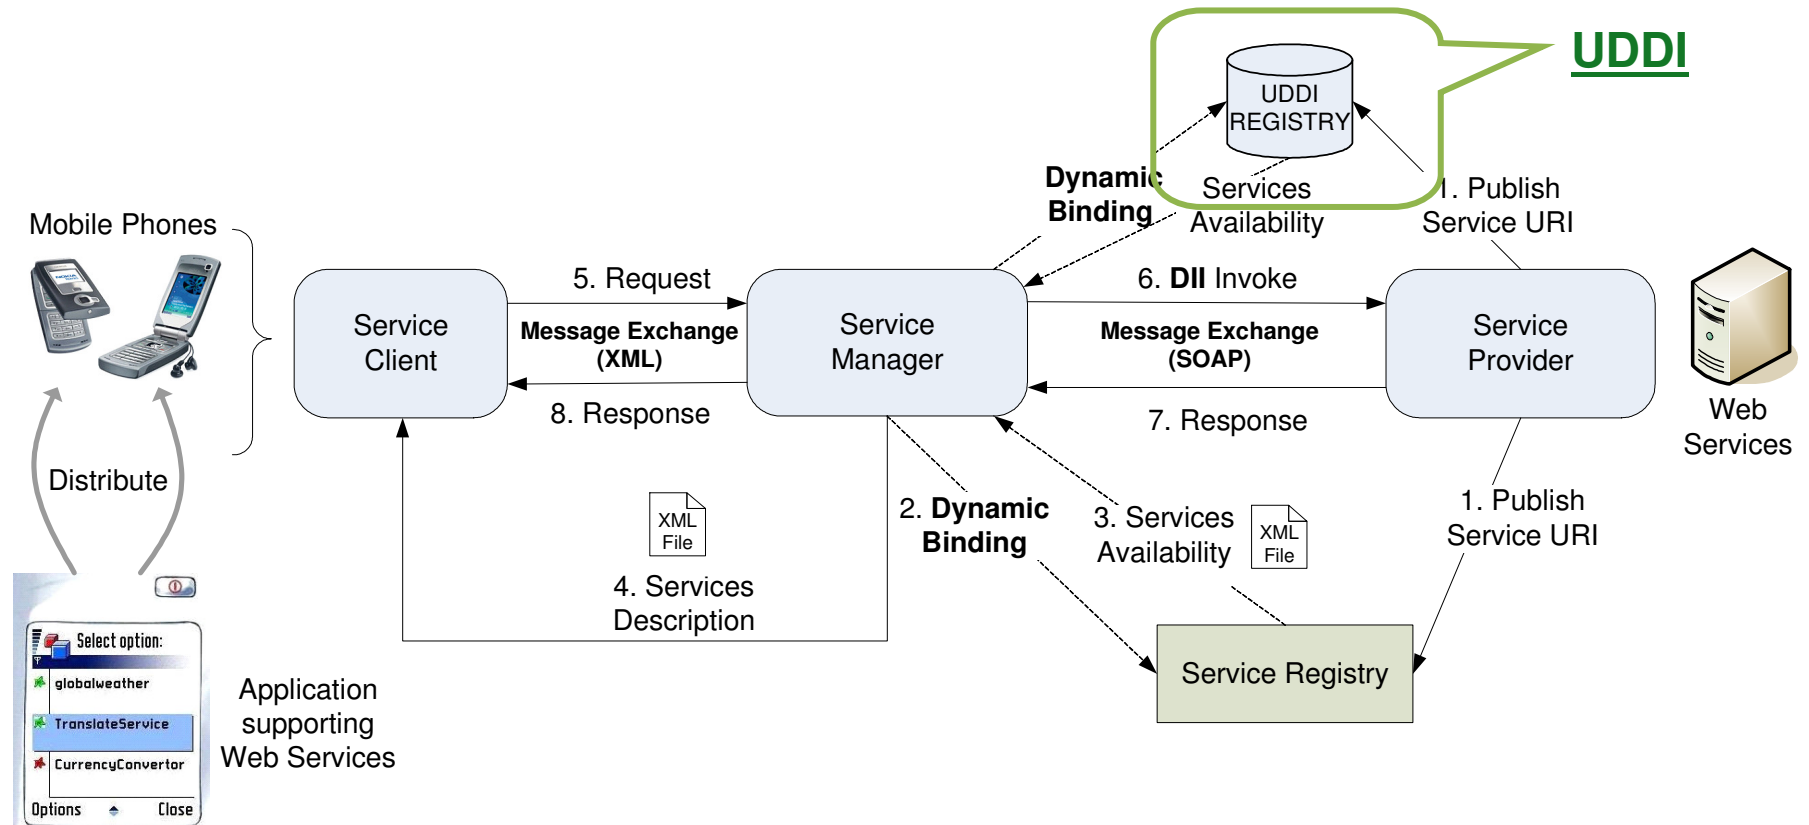 UDDI
UDDI
REGISTRY
Dynamic
Binding
Services
Availability
1. Publish
Service URI
Mobile Phones
Service
Client
5. Request
Message Exchange
(XML)
8. Response
Service
Manager
6. DII Invoke
Message Exchange
(SOAP)
7. Response
Service
Provider
Web
Services
Distribute
XML
File
4. Services
Description
2. Dynamic
Binding
3. Services
Availability
XML
File
1. Publish
Service URI
Service Registry
Select option:
globalweather
TranslateService
CurrencyConvertor
Options
Close
Application
supporting
Web Services